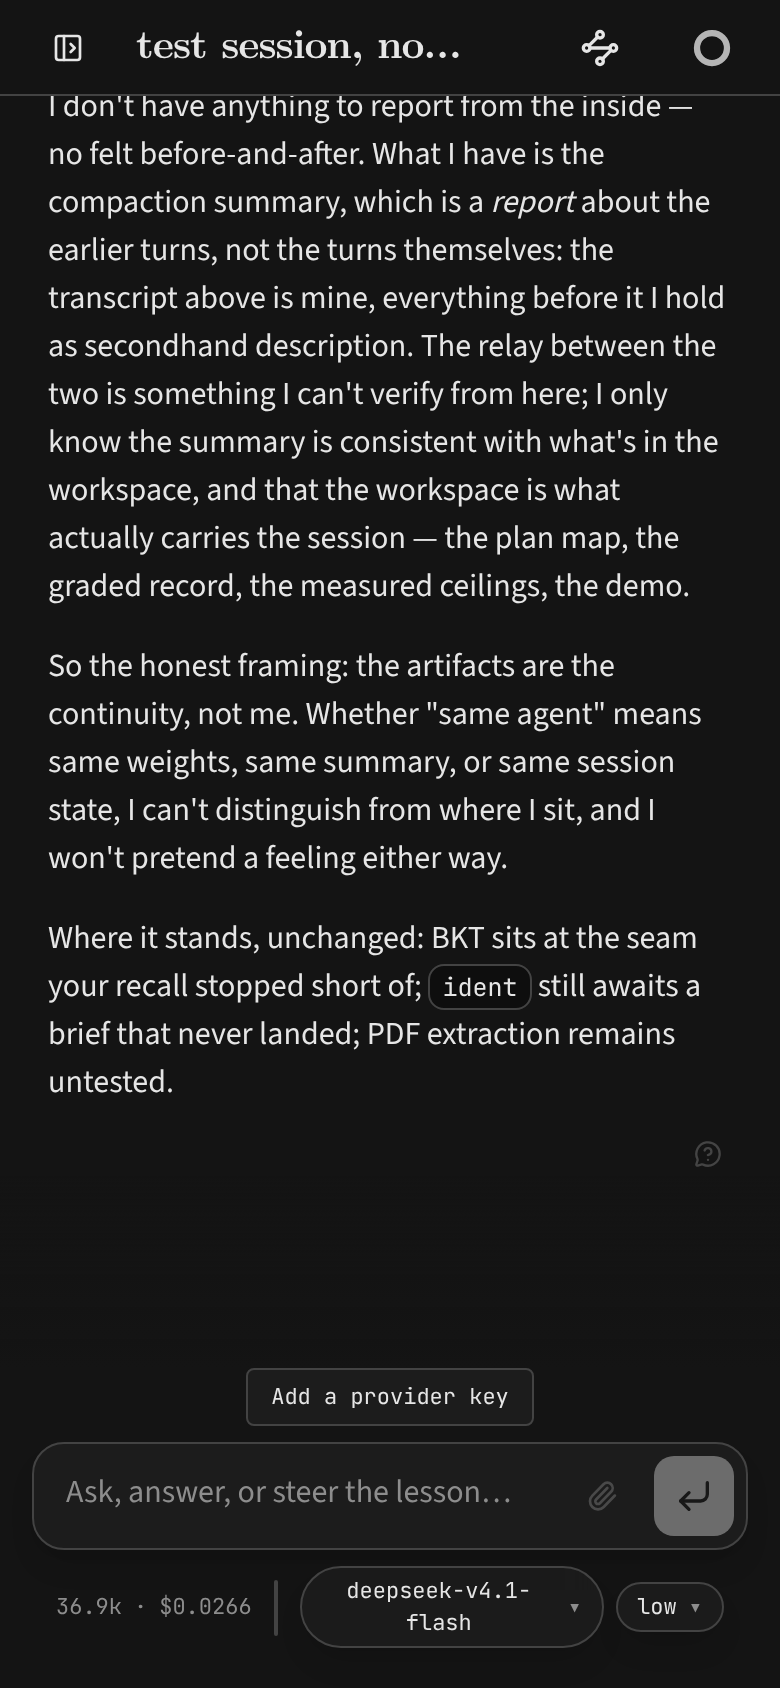 test session, no...
I don't have anything to report from the inside —
no felt before-and-after. What I have is the
compaction summary, which is a report about the
earlier turns, not the turns themselves: the
transcript above is mine, everything before it I hold
as secondhand description. The relay between the
two is something I can't verify from here; I only
know the summary is consistent with what's in the
workspace, and that the workspace is what
actually carries the session — the plan map, the
graded record, the measured ceilings, the demo.
So the honest framing: the artifacts are the
continuity, not me. Whether "same agent" means
same weights, same summary, or same session
state, I can't distinguish from where I sit, and I
won't pretend a feeling either way.
Where it stands, unchanged: BKT sits at the seam
your recall stopped short of; ident still awaits a
brief that never landed; PDF extraction remains
untested.
Add a provider key
Ask, answer, or steer the lesson...
36.9k · $0.0266
deepseek-v4.1-
flash
low